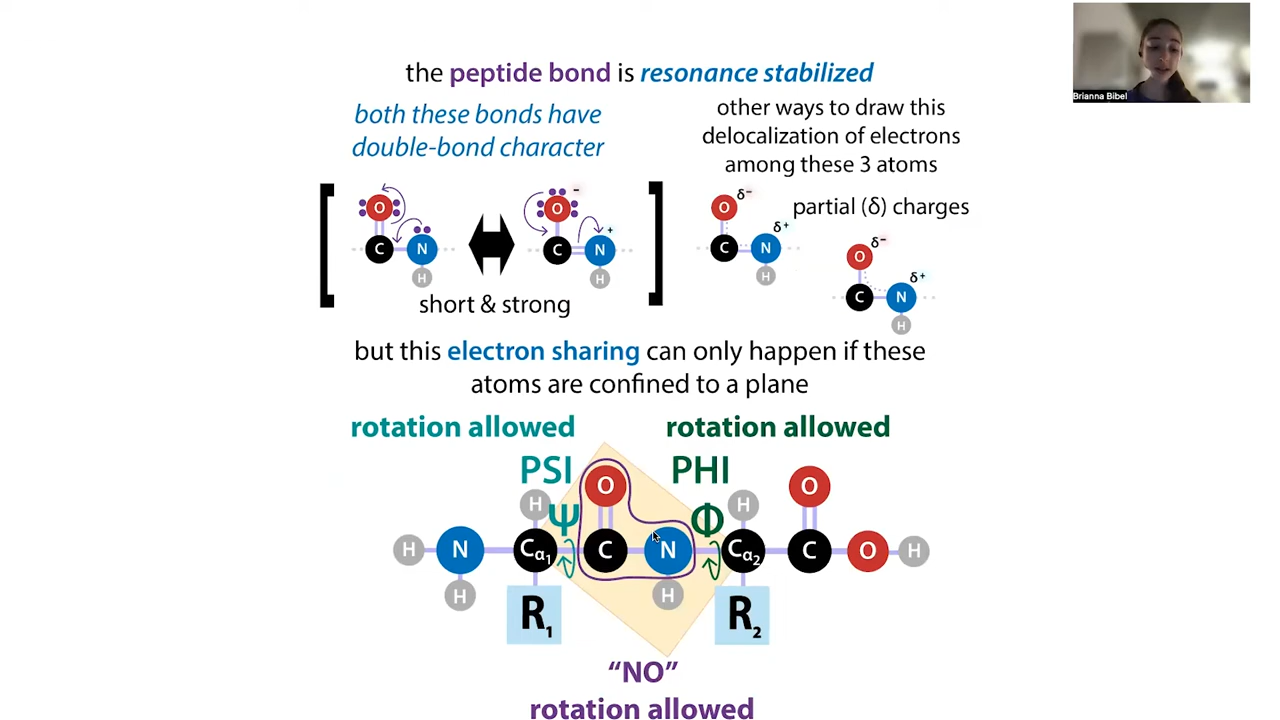 the peptide bond is resonance stabilized
both these bonds have
double-bond character
other ways to draw this
delocalization of electrons
among these 3 atoms
partial (δ) charges
O
C N
H
O -
C N +
H
short & strong
O δ-
C N δ+
H
O δ-
C N δ+
H
but this electron sharing can only happen if these
atoms are confined to a plane
rotation allowed
rotation allowed
PSI
PHI
Ψ
Φ
O O
H H
H N Cα1 C N Cα2 C O H
H H
R1 R2
"NO"
rotation allowed
Brianna Bibel